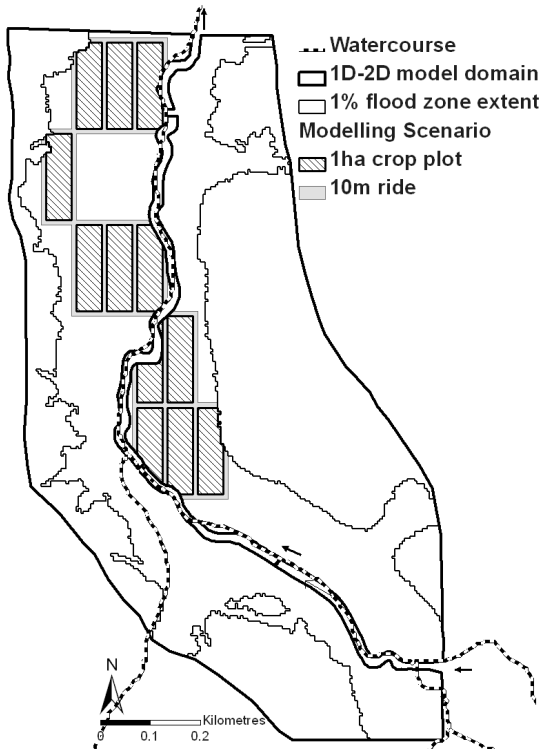 Watercourse
1D-2D model domain
1% flood zone extent
Modelling Scenario
1ha crop plot
10m ride
N
Kilometres
0 0.1 0.2